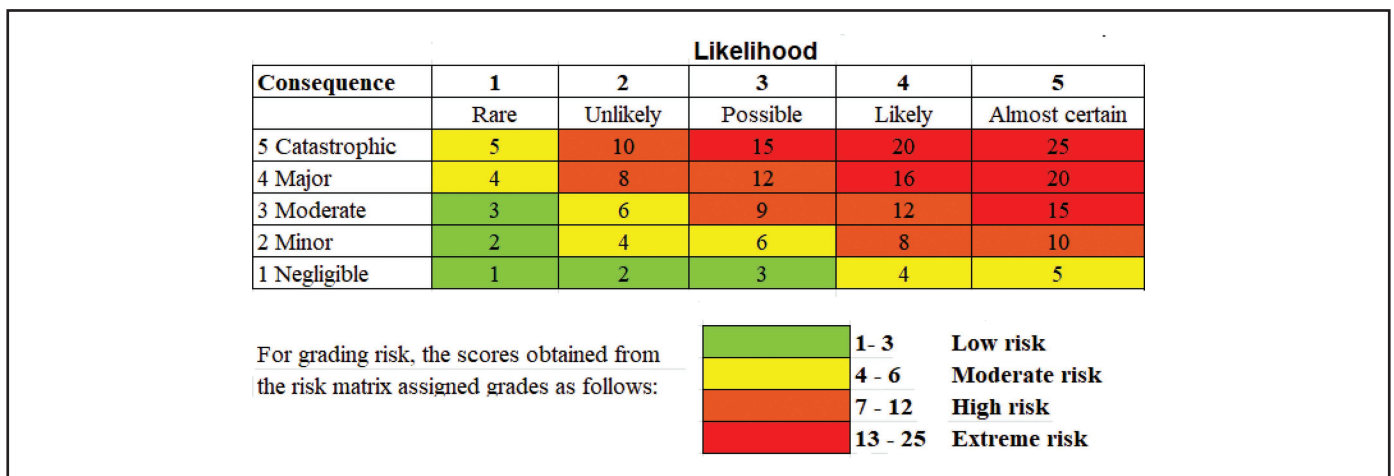 Likelihood
Consequence 1 2 3 4 5
Rare Unlikely Possible Likely Almost certain
5 Catastrophic 5 10 15 20 25
4 Major 4 8 12 16 20
3 Moderate 3 6 9 12 15
2 Minor 2 4 6 8 10
1 Negligible 1 2 3 4 5
For grading risk, the scores obtained from
the risk matrix assigned grades as follows:
1- 3 Low risk
4 - 6 Moderate risk
7 - 12 High risk
13 - 25 Extreme risk